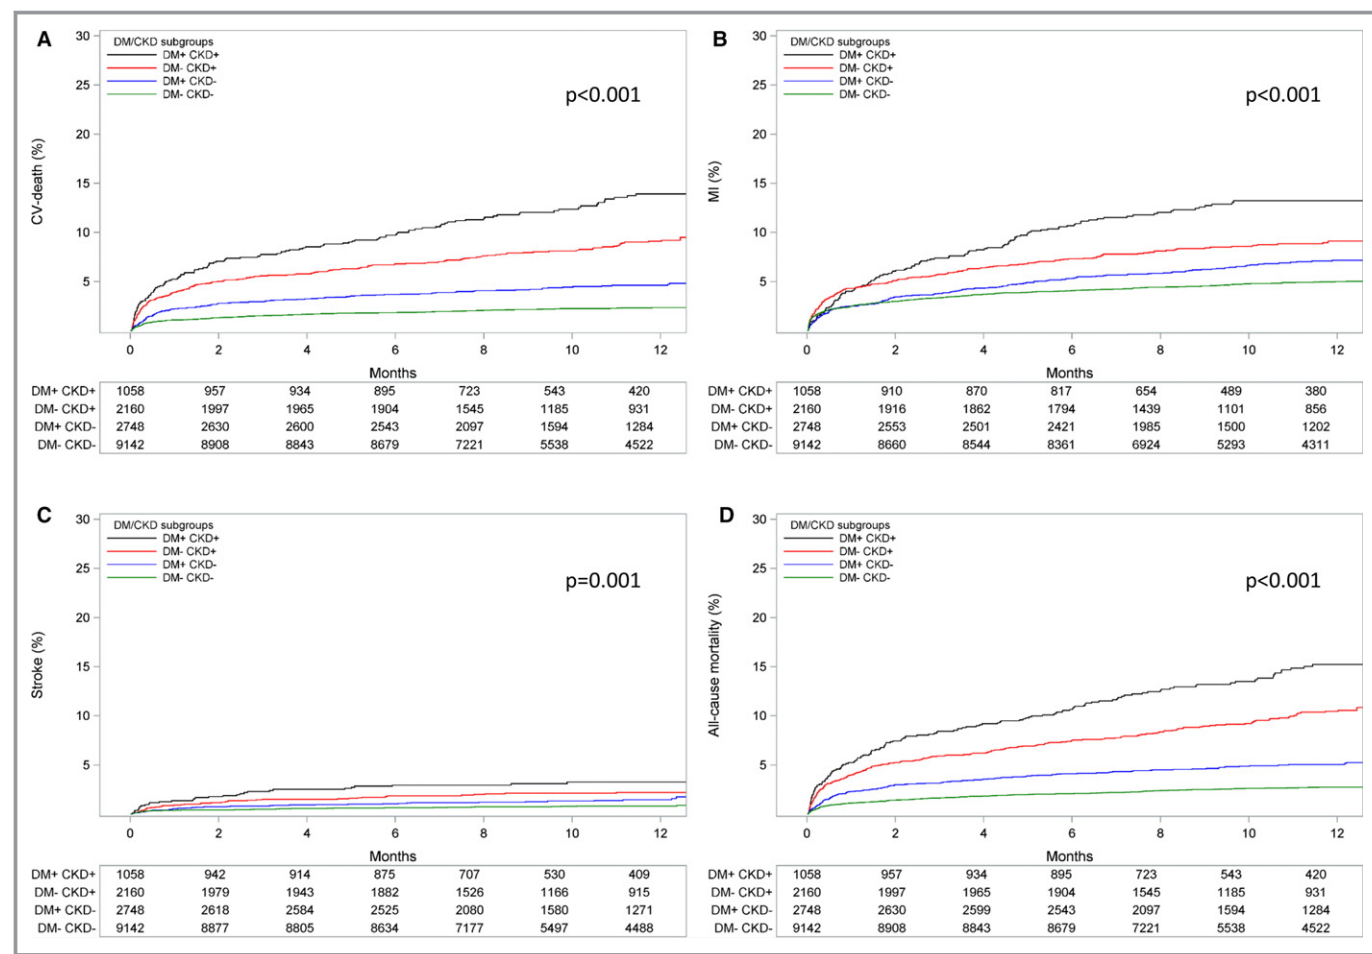 A
30
25
20
15
10
5
CV-death (%)
DM/CKD subgroups
DM+ CKD+
DM- CKD+
DM+ CKD-
DM- CKD-
p<0.001
0 2 4 6 8 10 12
Months
DM+ CKD+ 1058 957 934 895 723 543 420
DM- CKD+ 2160 1997 1965 1904 1545 1185 931
DM+ CKD- 2748 2630 2600 2543 2097 1594 1284
DM- CKD- 9142 8908 8843 8679 7221 5538 4522
B
30
25
20
15
10
5
MI (%)
DM/CKD subgroups
DM+ CKD+
DM- CKD+
DM+ CKD-
DM- CKD-
p<0.001
0 2 4 6 8 10 12
Months
DM+ CKD+ 1058 910 870 817 654 489 380
DM- CKD+ 2160 1916 1862 1794 1439 1101 856
DM+ CKD- 2748 2553 2501 2421 1985 1500 1202
DM- CKD- 9142 8660 8544 8361 6924 5293 4311
C
30
25
20
15
10
5
Stroke (%)
DM/CKD subgroups
DM+ CKD+
DM- CKD+
DM+ CKD-
DM- CKD-
p=0.001
0 2 4 6 8 10 12
Months
DM+ CKD+ 1058 942 914 875 707 530 409
DM- CKD+ 2160 1979 1943 1882 1526 1166 915
DM+ CKD- 2748 2618 2584 2525 2080 1580 1271
DM- CKD- 9142 8877 8805 8634 7177 5497 4488
D
30
25
20
15
10
5
All-cause mortality (%)
DM/CKD subgroups
DM+ CKD+
DM- CKD+
DM+ CKD-
DM- CKD-
p<0.001
0 2 4 6 8 10 12
Months
DM+ CKD+ 1058 957 934 895 723 543 420
DM- CKD+ 2160 1997 1965 1904 1545 1185 931
DM+ CKD- 2748 2630 2599 2543 2097 1594 1284
DM- CKD- 9142 8908 8843 8679 7221 5538 4522